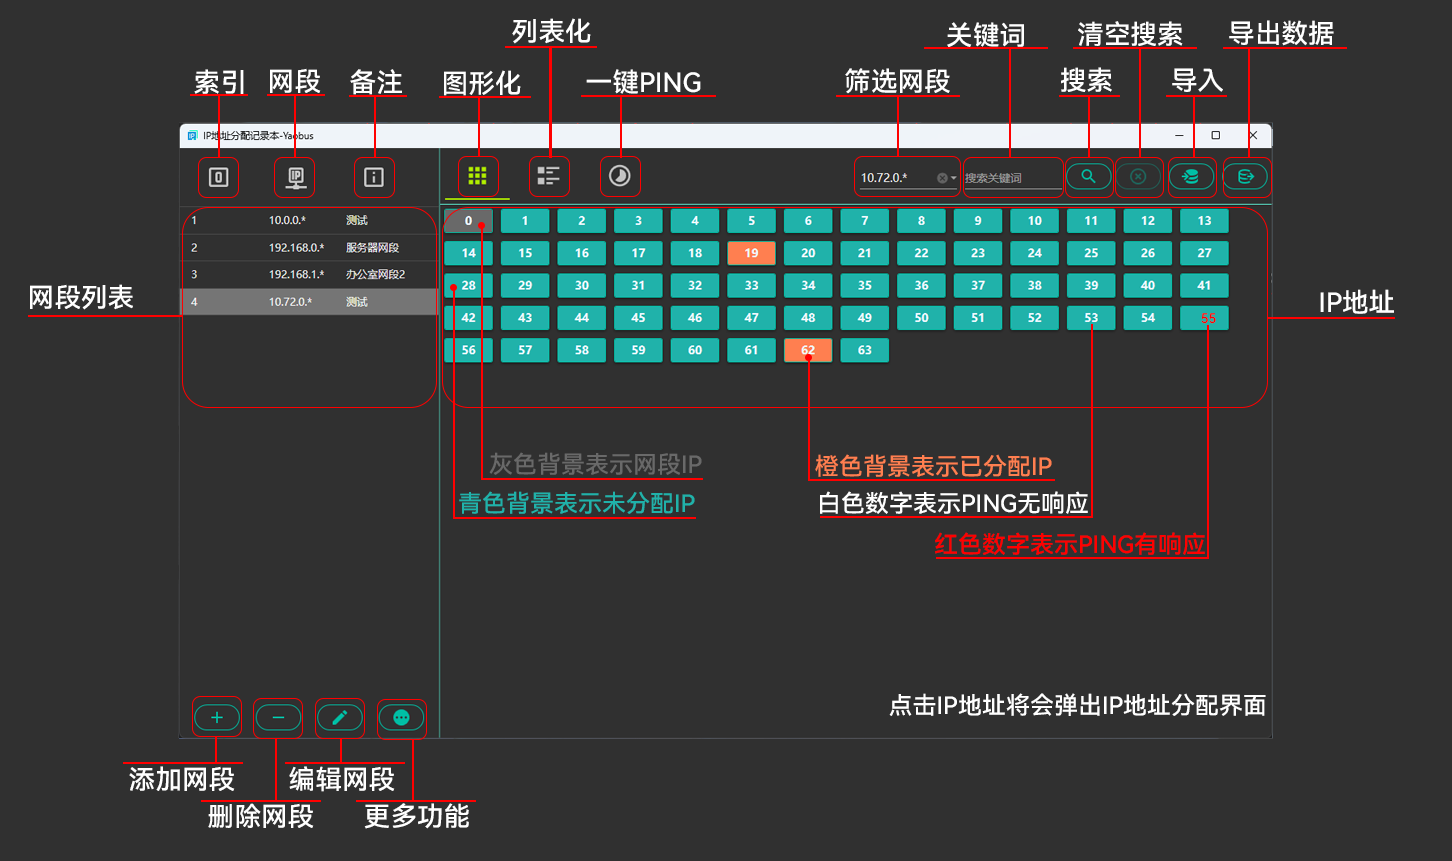 列表化
关键词
清空搜索
导出数据
索引
网段
备注
图形化
一键PING
筛选网段
搜索
导入
IP地址分配记录本-Yaobus
10.72.0.*
搜索关键词
1 10.0.0.* 测试
2 192.168.0.* 服务器网段
3 192.168.1.* 办公室网段2
4 10.72.0.* 测试
0 1 2 3 4 5 6 7 8 9 10 11 12 13
14 15 16 17 18 19 20 21 22 23 24 25 26 27
28 29 30 31 32 33 34 35 36 37 38 39 40 41
42 43 44 45 46 47 48 49 50 51 52 53 54 55
56 57 58 59 60 61 62 63
网段列表
IP地址
灰色背景表示网段IP
橙色背景表示已分配IP
青色背景表示未分配IP
白色数字表示PING无响应
红色数字表示PING有响应
点击IP地址将会弹出IP地址分配界面
添加网段
编辑网段
删除网段
更多功能